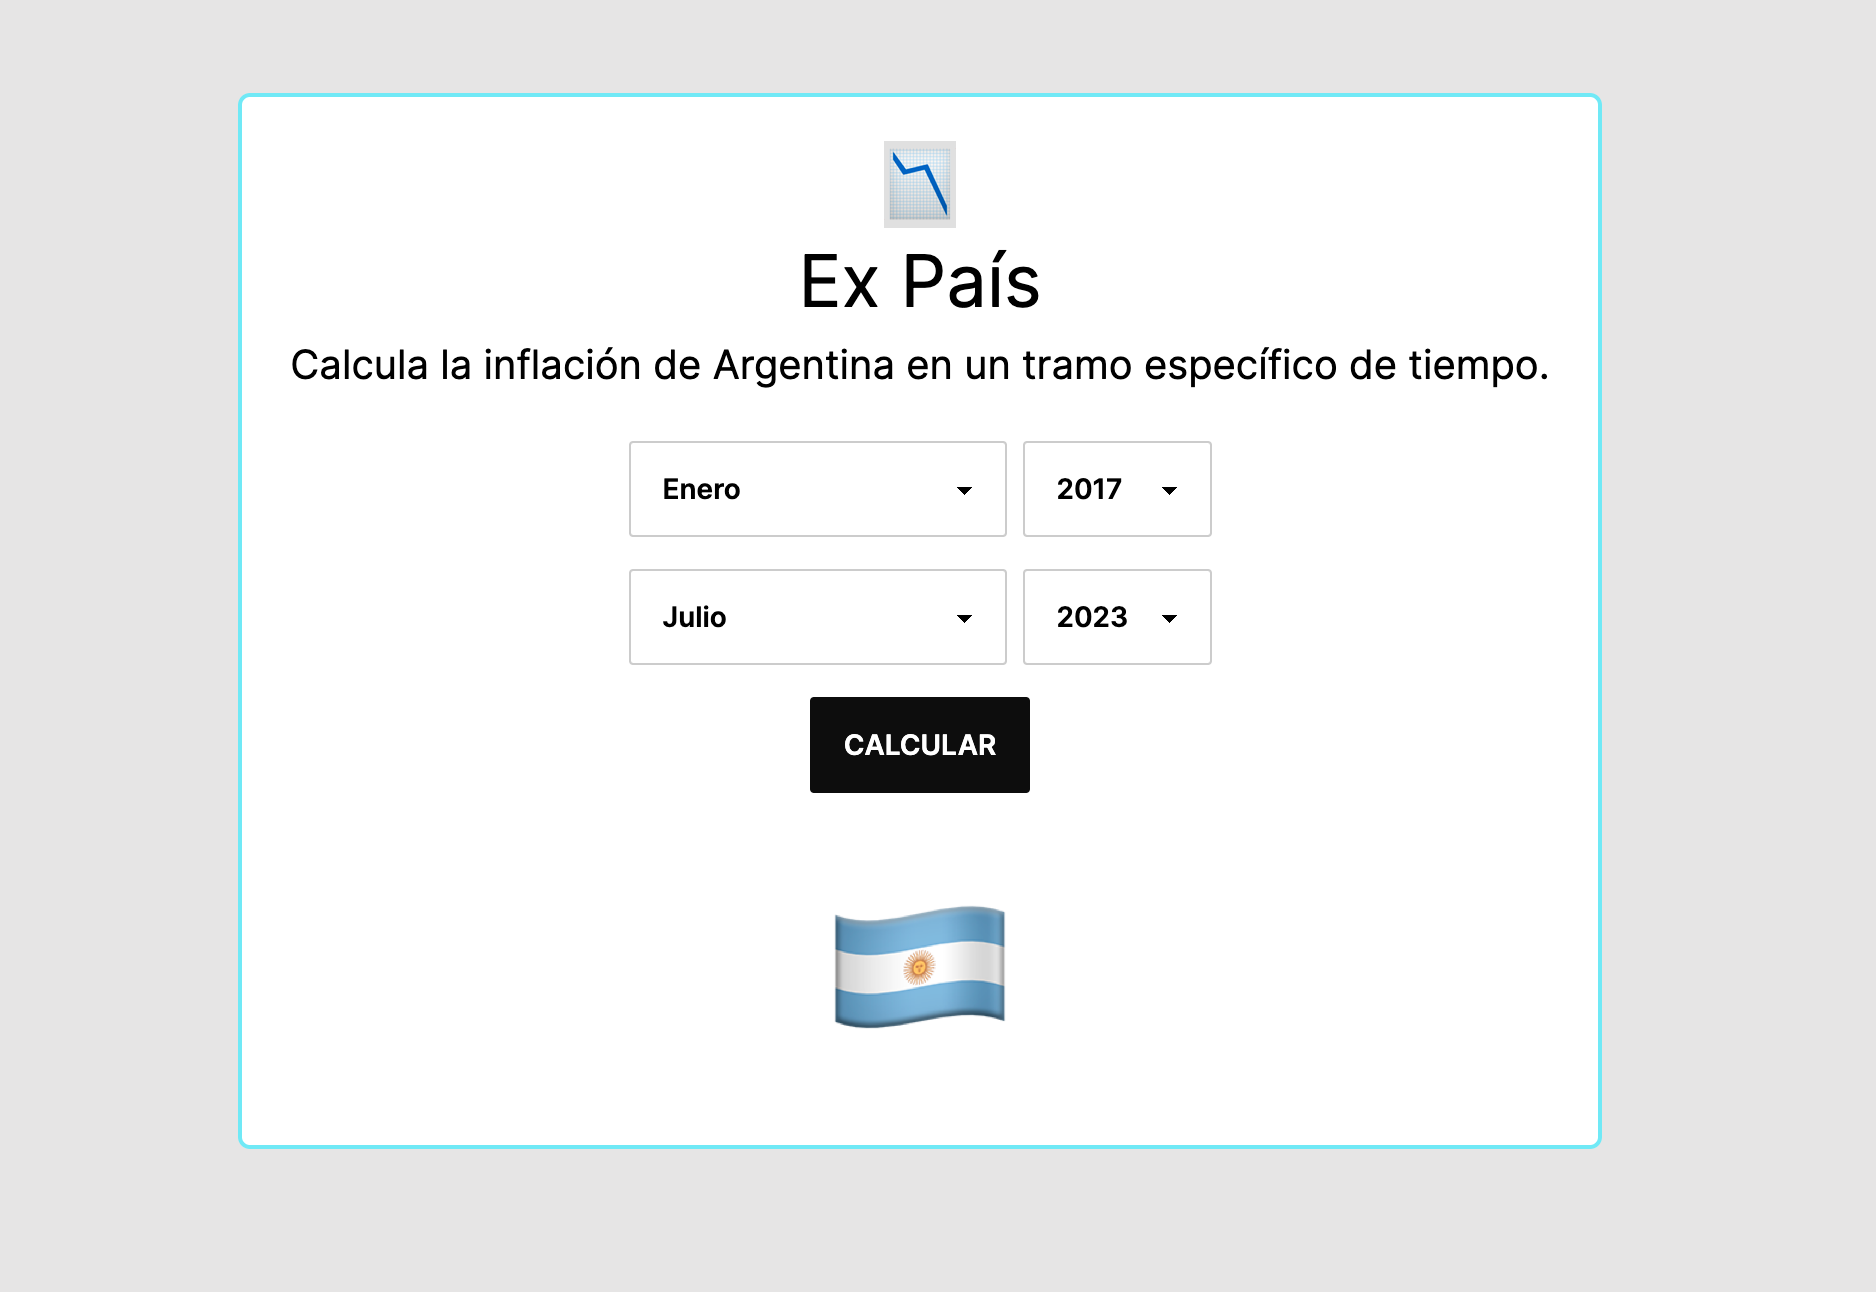 Ex País
Calcula la inflación de Argentina en un tramo específico de tiempo.
Enero 2017
Julio 2023
CALCULAR